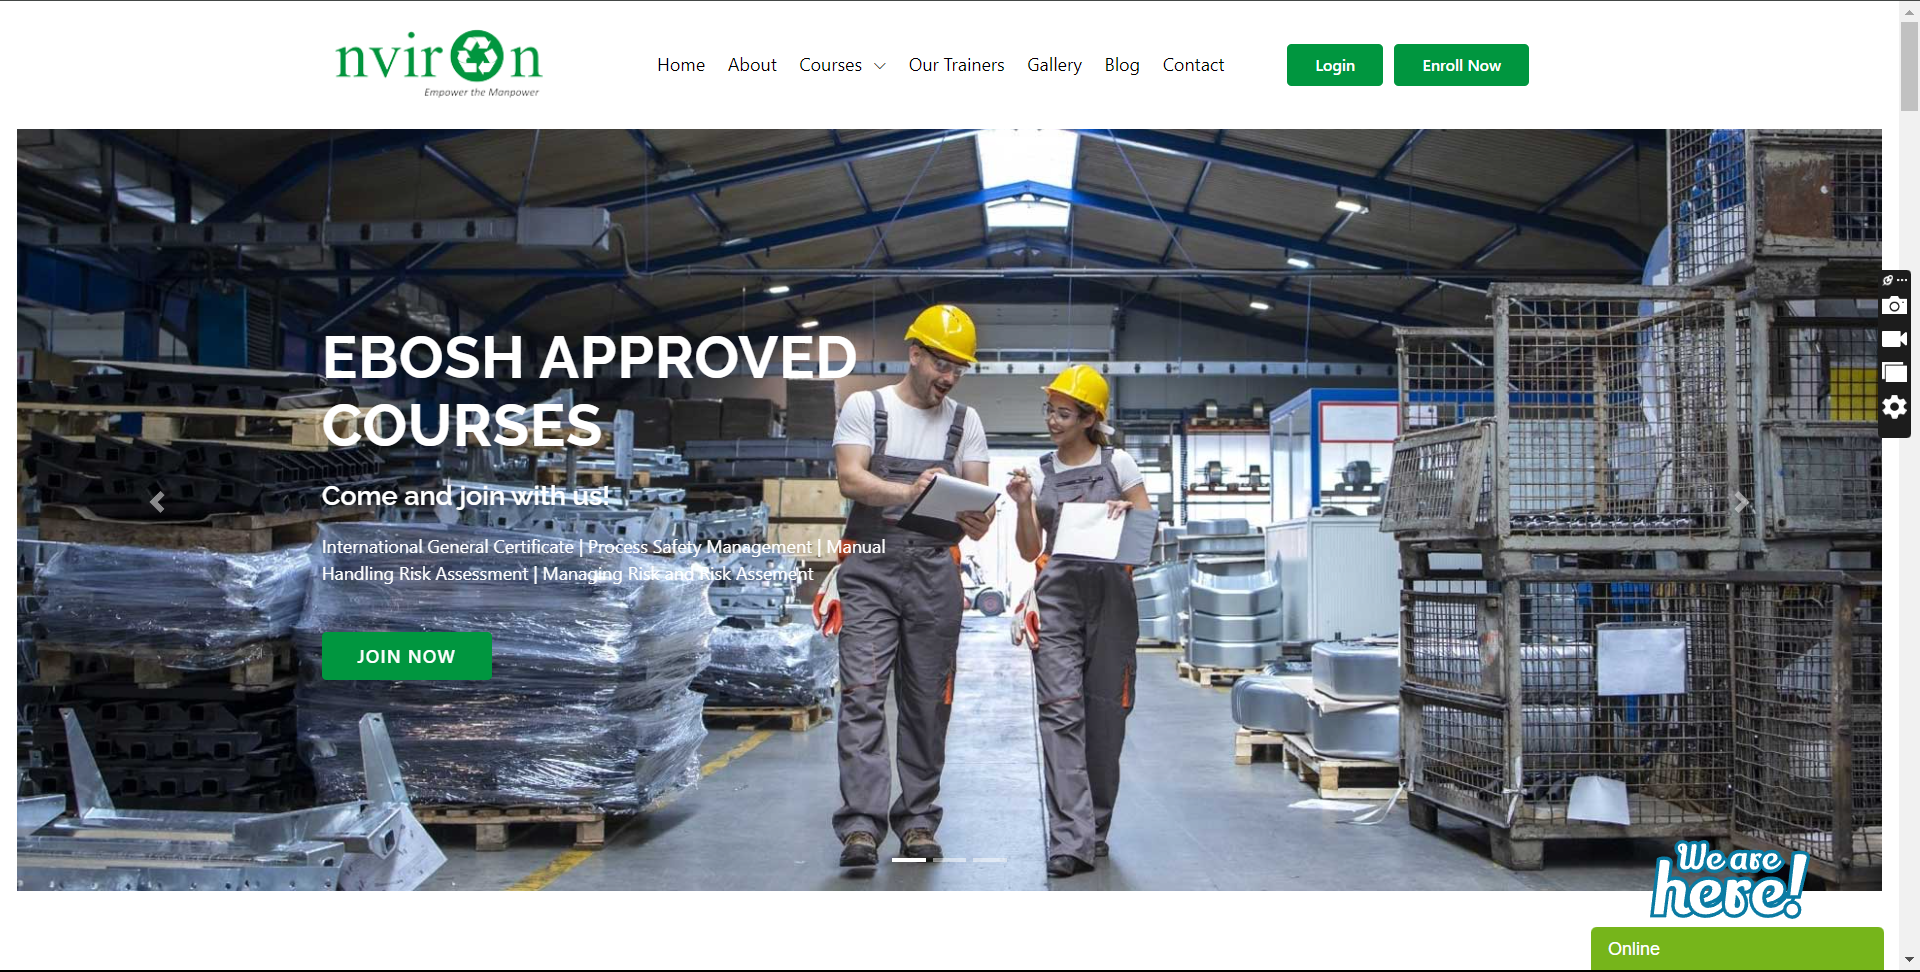 nviron
Empower the Manpower
Home About Courses Our Trainers Gallery Blog Contact
Login Enroll Now
EBOSH APPROVED
COURSES
Come and join with us!
International General Certificate | Process Safety Management | Manual
Handling Risk Assessment | Managing Risk and Risk Assement
JOIN NOW
We are
here!
Online